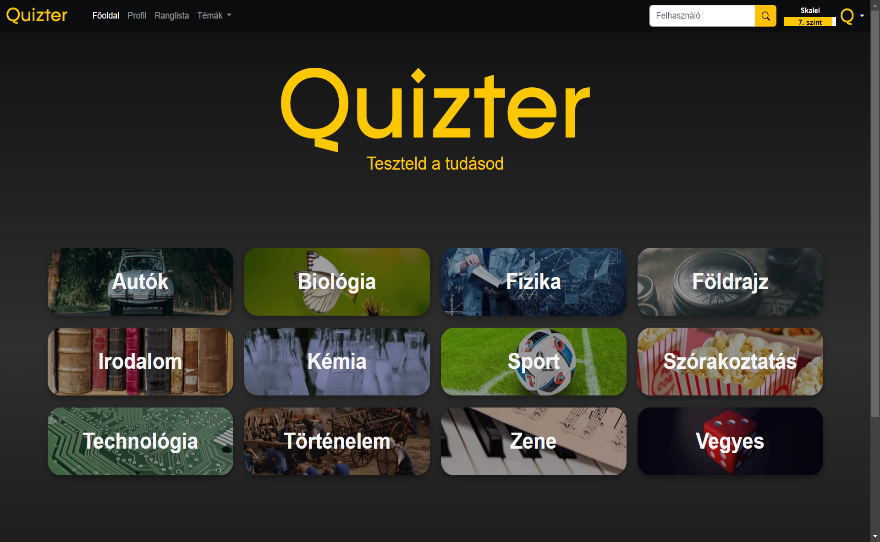 Quizter Főoldal Profil Ranglista Témák Felhasználó Skalel
7. szint Q
Quizter
Teszteld a tudásod
Autók Biológia Fizika Földrajz
Irodalom Kémia Sport Szórakoztatás
Technológia Történelem Zene Vegyes